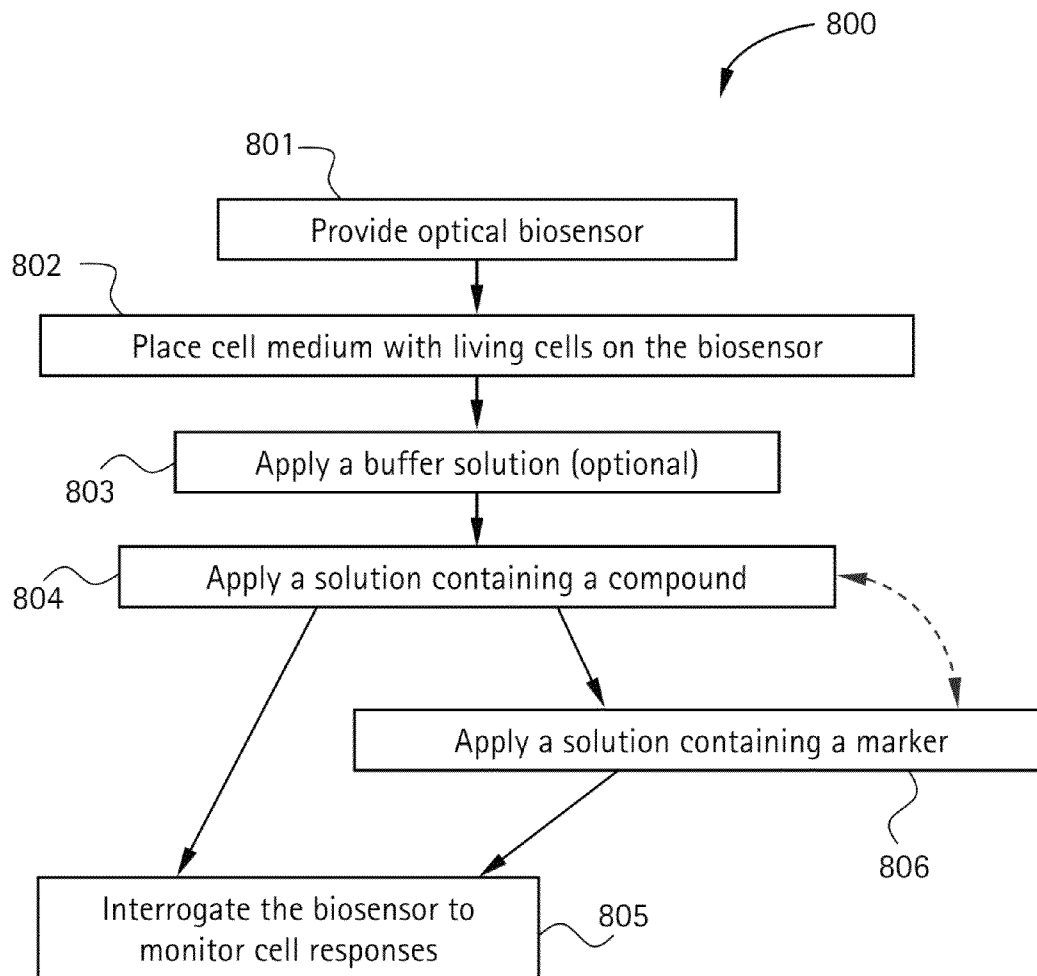 800
801
Provide optical biosensor
802
Place cell medium with living cells on the biosensor
Apply a buffer solution (optional)
803
Apply a solution containing a compound
804
Apply a solution containing a marker
806
Interrogate the biosensor to
monitor cell responses
805